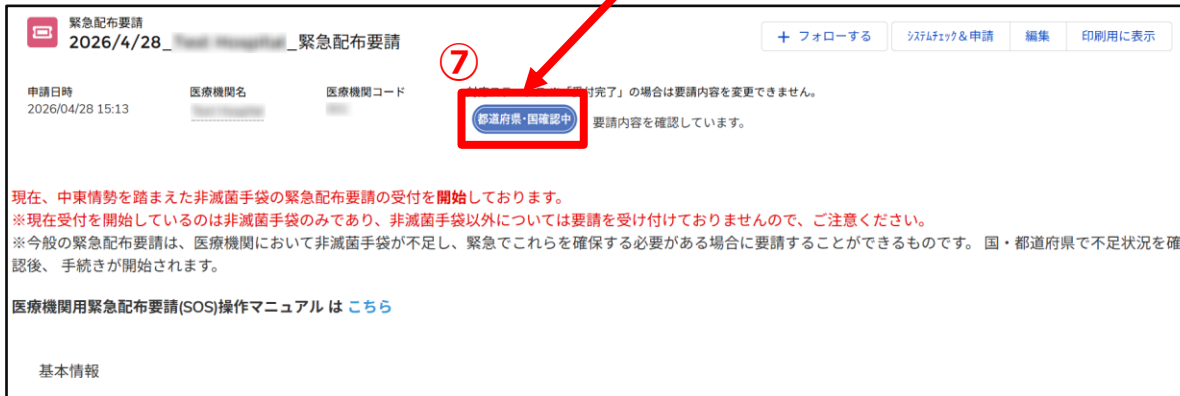 緊急配布要請
2026/4/28_ _緊急配布要請
+ フォローする
システムチェック&申請
編集
印刷用に表示
⑦
申請日時
医療機関名
医療機関コード
「受付完了」の場合は要請内容を変更できません。
2026/04/28 15:13
都道府県・国確認中
要請内容を確認しています。
現在、中東情勢を踏まえた非滅菌手袋の緊急配布要請の受付を開始しております。
※現在受付を開始しているのは非滅菌手袋のみであり、非滅菌手袋以外については要請を受け付けておりませんので、ご注意ください。
※今般の緊急配布要請は、医療機関において非滅菌手袋が不足し、緊急でこれらを確保する必要がある場合に要請することができるものです。 国・都道府県で不足状況を確
認後、 手続きが開始されます。
医療機関用緊急配布要請(SOS)操作マニュアル は こちら
基本情報